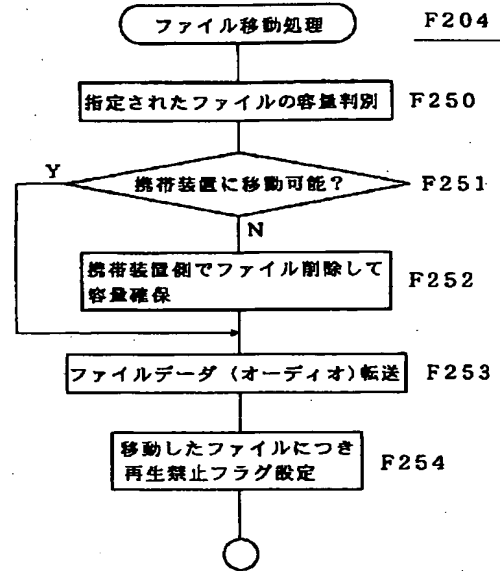 ファイル移動処理
F204
指定されたファイルの容量判別
F250
Y
携帯装置に移動可能?
F251
N
携帯装置側でファイル削除して
容量確保
F252
ファイルデータ(オーディオ)転送
F253
移動したファイルにつき
再生禁止フラグ設定
F254